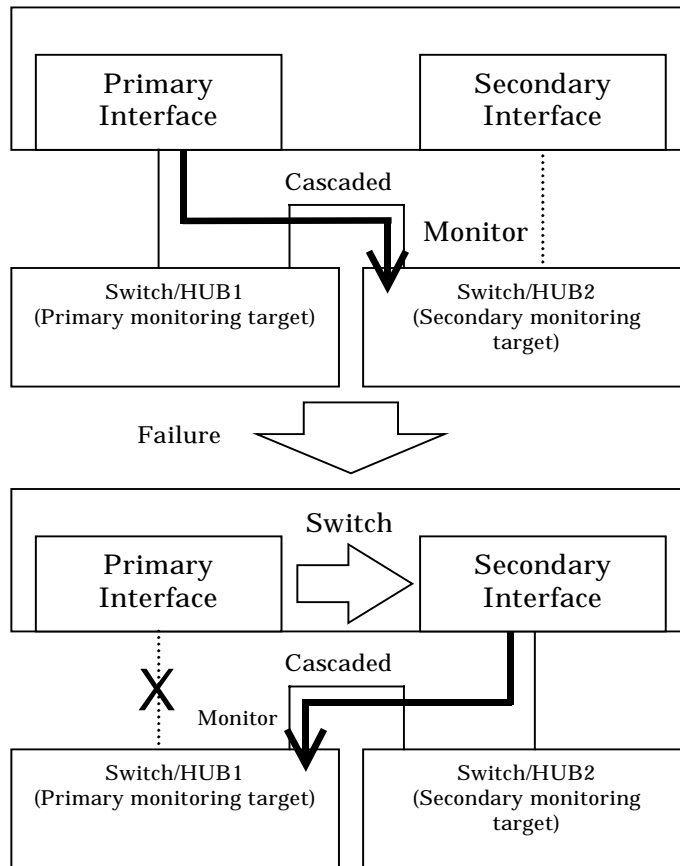 Primary
Interface
Secondary
Interface
Cascaded
Monitor
Switch/HUB1
(Primary monitoring target)
Switch/HUB2
(Secondary monitoring
target)
Failure
Switch
Primary
Interface
Secondary
Interface
Cascaded
X
Monitor
Switch/HUB1
(Primary monitoring target)
Switch/HUB2
(Secondary monitoring
target)